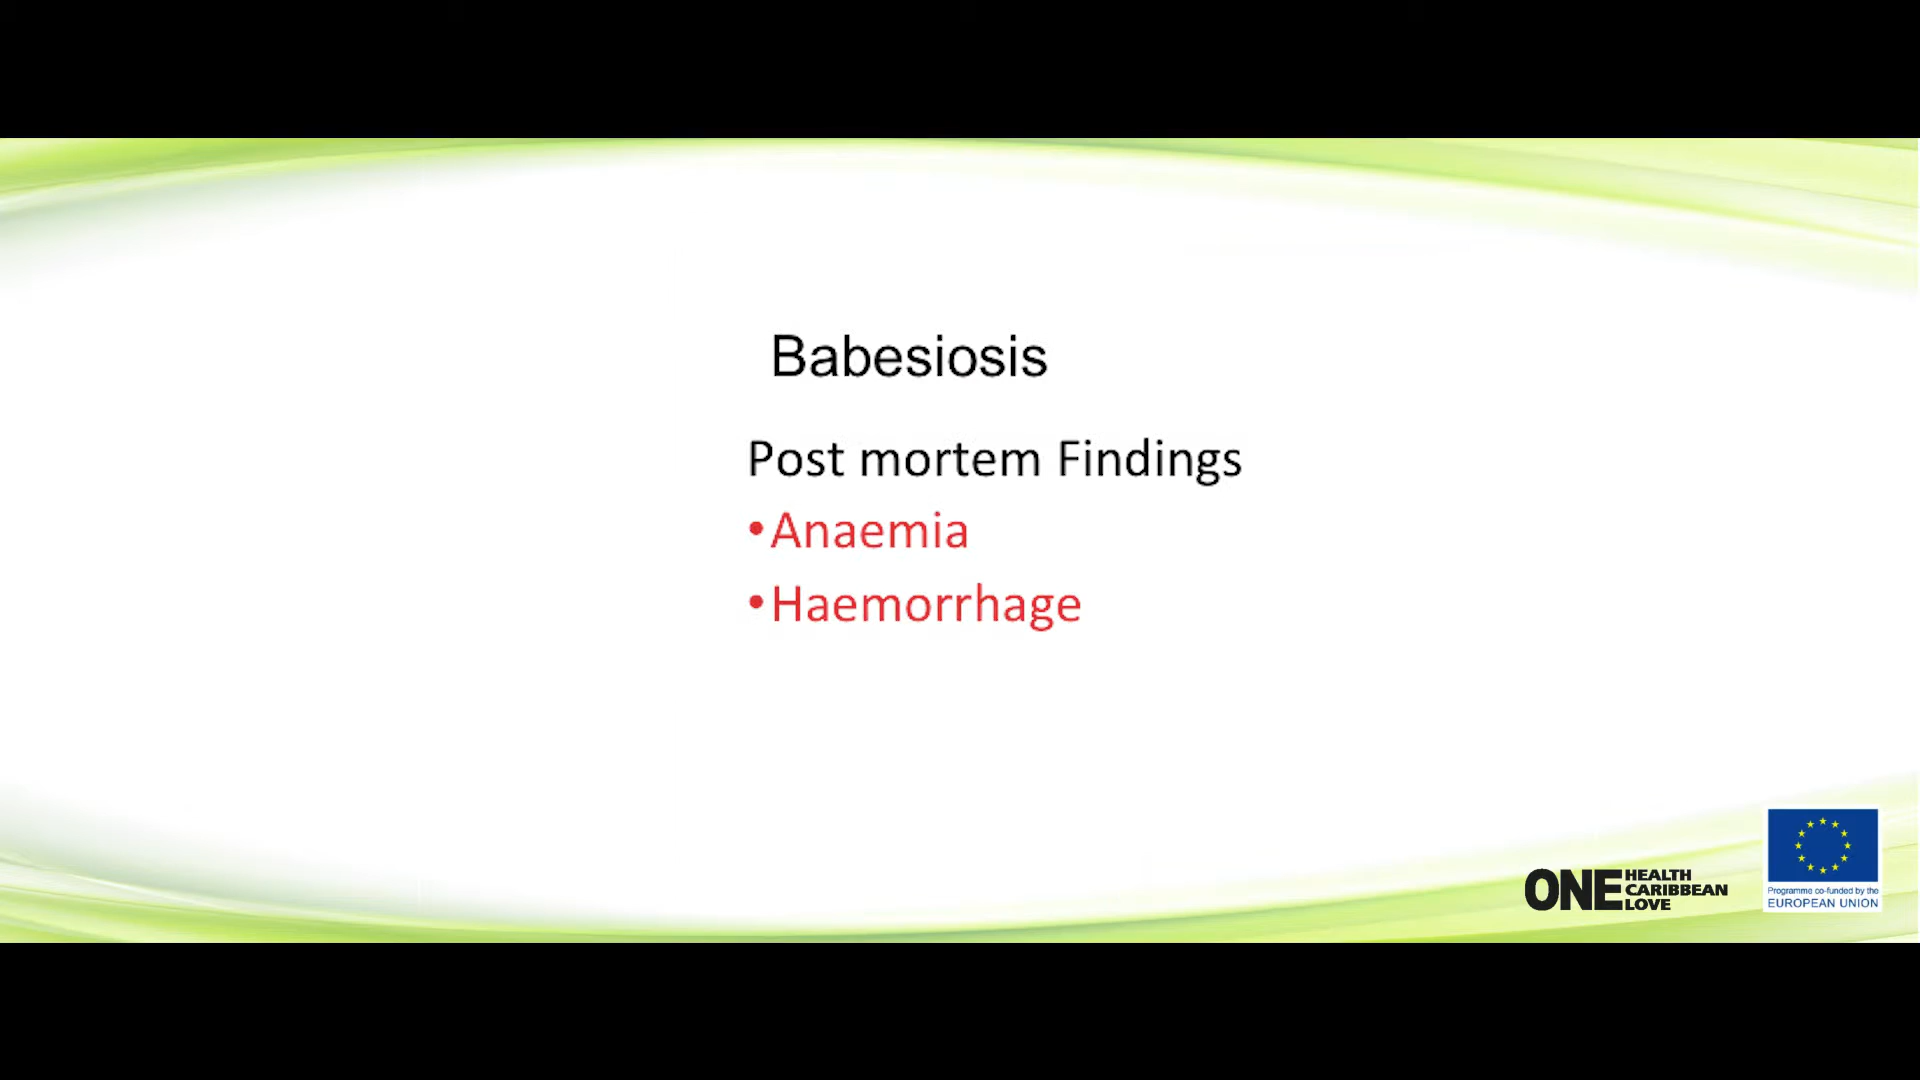 Babesiosis
Post mortem Findings
•Anaemia
•Haemorrhage
ONE HEALTH
CARIBBEAN
LOVE
Programme co-funded by the
EUROPEAN UNION